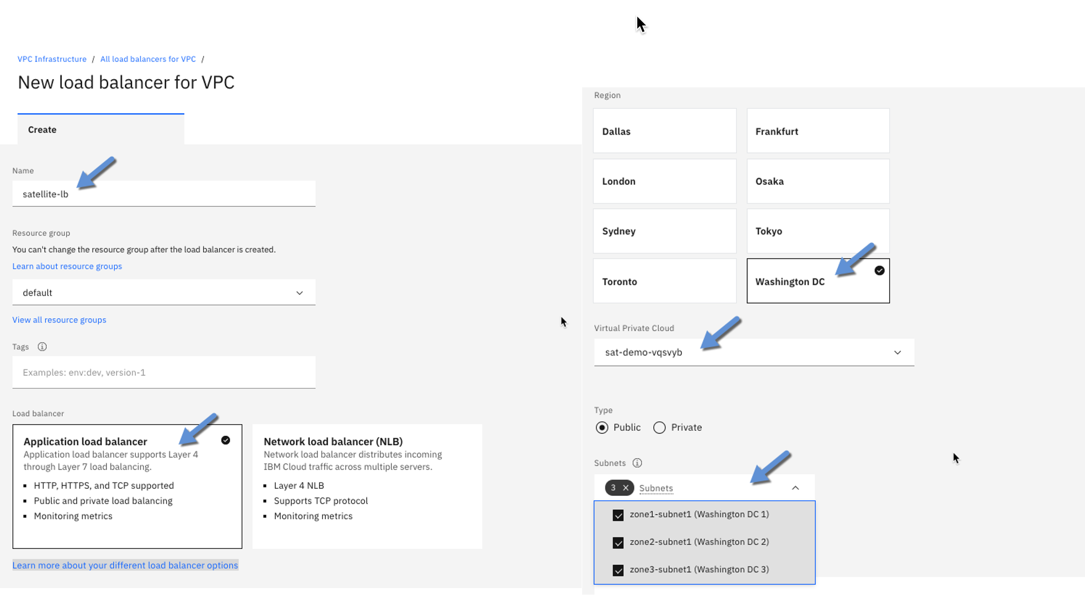 VPC Infrastructure / All load balancers for VPC /
New load balancer for VPC
Create
Name
satellite-lb
Resource group
You can't change the resource group after the load balancer is created.
Learn about resource groups
default
View all resource groups
Tags
Examples: env:dev, version-1
Load balancer
Application load balancer
Application load balancer supports Layer 4
through Layer 7 load balancing.
HTTP, HTTPS, and TCP supported
Public and private load balancing
Monitoring metrics
Network load balancer (NLB)
Network load balancer distributes incoming
IBM Cloud traffic across multiple servers.
Layer 4 NLB
Supports TCP protocol
Monitoring metrics
Learn more about your different load balancer options
Region
Dallas
Frankfurt
London
Osaka
Sydney
Tokyo
Toronto
Washington DC
Virtual Private Cloud
sat-demo-vqsvyb
Type
Public
Private
Subnets
3 × Subnets
zone1-subnet1 (Washington DC 1)
zone2-subnet1 (Washington DC 2)
zone3-subnet1 (Washington DC 3)